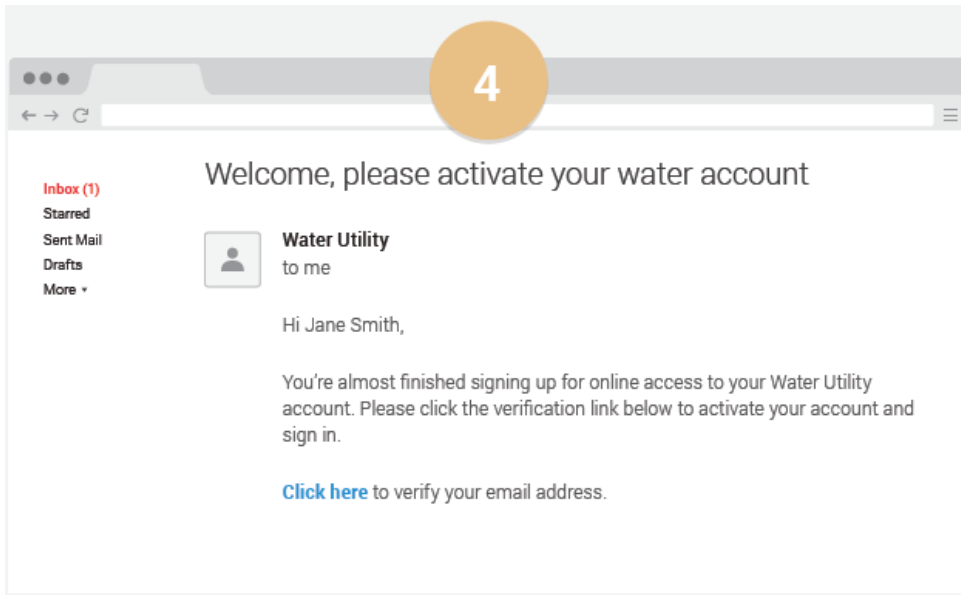 4
Welcome, please activate your water account
Inbox (1)
Starred
Sent Mail
Drafts
More
Water Utility
to me
Hi Jane Smith,
You're almost finished signing up for online access to your Water Utility
account. Please click the verification link below to activate your account and
sign in.
Click here to verify your email address.